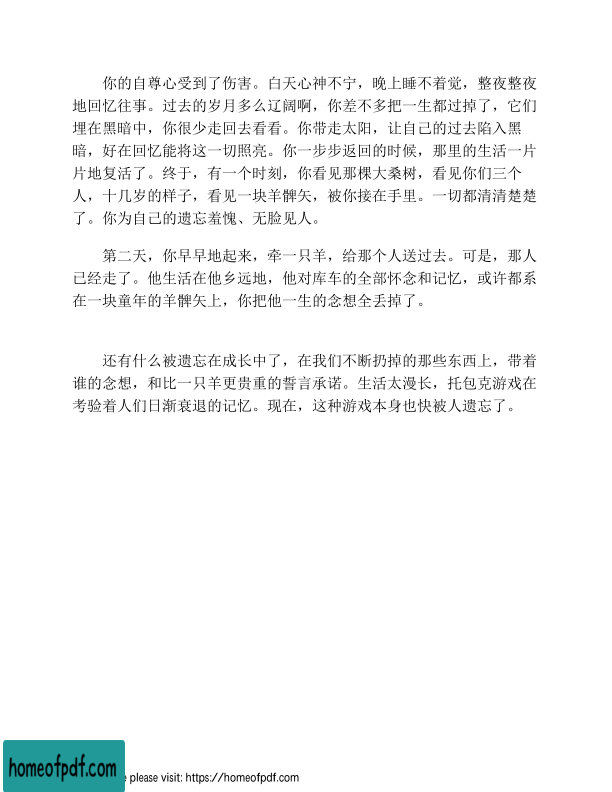 你的自尊心受到了伤害。白天心神不宁，晚上睡不着觉，整夜整夜
地回忆往事。过去的岁月多么辽阔啊，你差不多把一生都过掉了，它们
埋在黑暗中，你很少走回去看看。你带走太阳，让自己的过去陷入黑
暗，好在回忆能将这一切照亮。你一步步返回的时候，那里的生活一片
片地复活了。终于，有一个时刻，你看见那棵大桑树，看见你们三个
人，十几岁的样子，看见一块羊髀矢，被你接在手里。一切都清清楚楚
了。你为自己的遗忘羞愧、无脸见人。
第二天，你早早地起来，牵一只羊，给那个人送过去。可是，那人
已经走了。他生活在他乡远地，他对库车的全部怀念和记忆，或许都系
在一块童年的羊髀矢上，你把他一生的念想全丢掉了。
还有什么被遗忘在成长中了，在我们不断扔掉的那些东西上，带着
谁的念想，和比一只羊更贵重的誓言承诺。生活太漫长，托包克游戏在
考验着人们日渐衰退的记忆。现在，这种游戏本身也快被人遗忘了。
homeofpdf.com
e please visit: https://homeofpdf.com